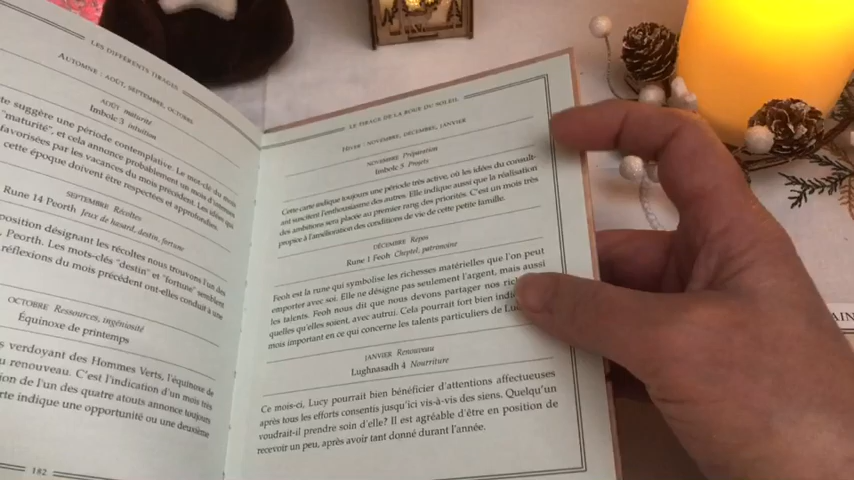 LES DIFFÉRENTS TIRAGES
AUTOMNE : AOÛT, SEPTEMBRE, OCTOBRE
AOÛT maturité
Imbolc 3 intuition
te suggère une période contemplative. Le mot-clé du mois
"maturité", et cela annonce probablement un mois d'
favorisées par les vacances du mois précédent. Les idées qui
cette époque doivent être respectées et approfondies.
SEPTEMBRE Récoltes
Rune 14 Peorth Jeux de hasard, destin, fortune
position désignant les récoltes nous trouvons l'un des
Peorth. Les mots-clés "destin" et "fortune" semblent
réflexions du mois précédent ont-elles conduit à une
OCTOBRE Ressources, ingéniosité
Équinoxe de printemps
verdoyant des Hommes Verts, l'équinoxe de
u renouveau. C'est l'indication d'un mois très
ion de l'un des quatre atouts annonce toujours
rte indique une opportunité ou une deuxième
182
LE TIRAGE DE LA ROUE DU SOLEIL
HIVER : NOVEMBRE, DÉCEMBRE, JANVIER
NOVEMBRE Préparation
Imbolc 5 Projets
Cette carte indique toujours une période très active, où les idées du consult-
ant suscitent l'enthousiasme des autres. Elle indique aussi que la réalisation
des ambitions sera placée au premier rang des priorités. C'est un mois très
propice à l'amélioration des conditions de vie de cette petite famille.
DÉCEMBRE Repos
Rune 1 Feoh Cheptel, patrimoine
Feoh est la rune qui symbolise les richesses matérielles que l'on peut
emporter avec soi. Elle ne désigne pas seulement l'argent, mais aussi
les talents. Feoh nous dit que nous devons partager nos
quelles qu'elles soient, avec autrui. Cela pourrait fort bien
mois important en ce qui concerne les talents particuliers de
JANVIER Renouveau
Lughnasadh 4 Nourriture
Ce mois-ci, Lucy pourrait bien bénéficier d'attentions affectueuses
après tous les efforts consentis jusqu'ici vis-à-vis des siens. Quelqu'un
voudrait-il prendre soin d'elle? Il est agréable d'être en position de
recevoir un peu, après avoir tant donné durant l'année.